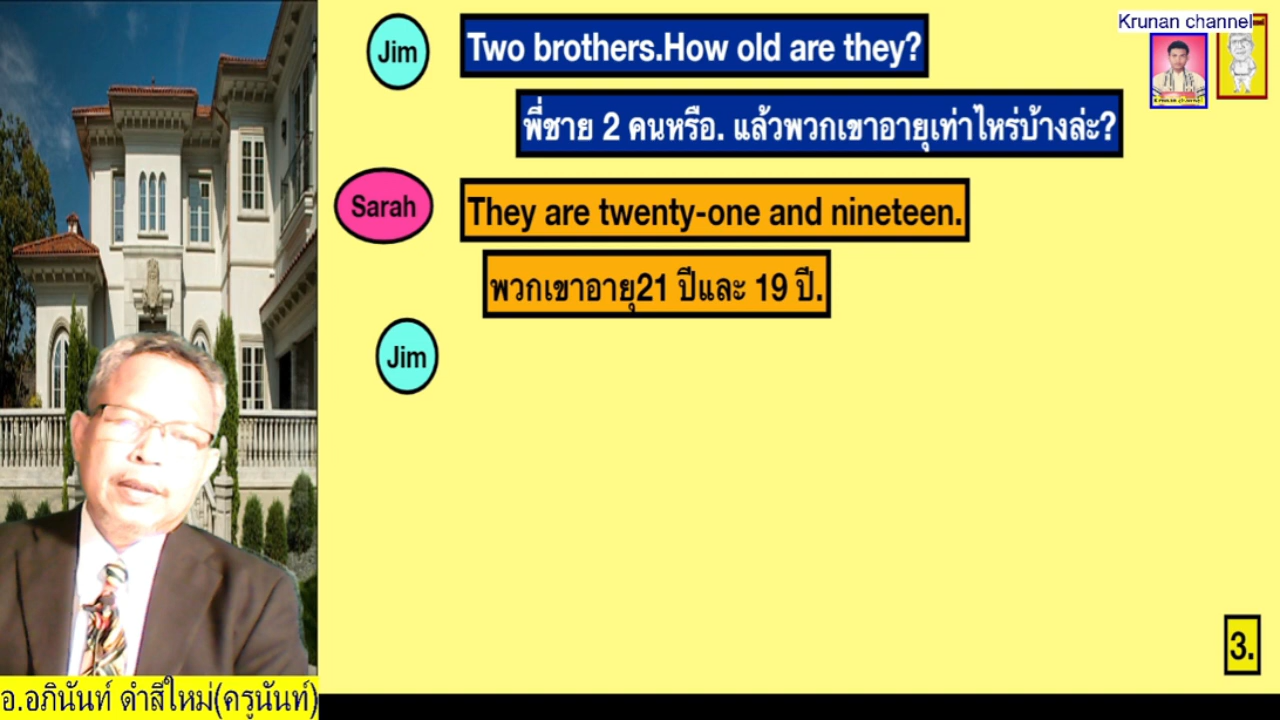 Krunan channel
Jim
Two brothers.How old are they?
พี่ชาย 2 คนหรือ. แล้วพวกเขาอายุเท่าไหร่บ้างล่ะ?
Sarah
They are twenty-one and nineteen.
พวกเขาอายุ21 ปีและ 19 ปี.
Jim
3.
อ.อภินันท์ ดำสีใหม่(ครูนันท์)